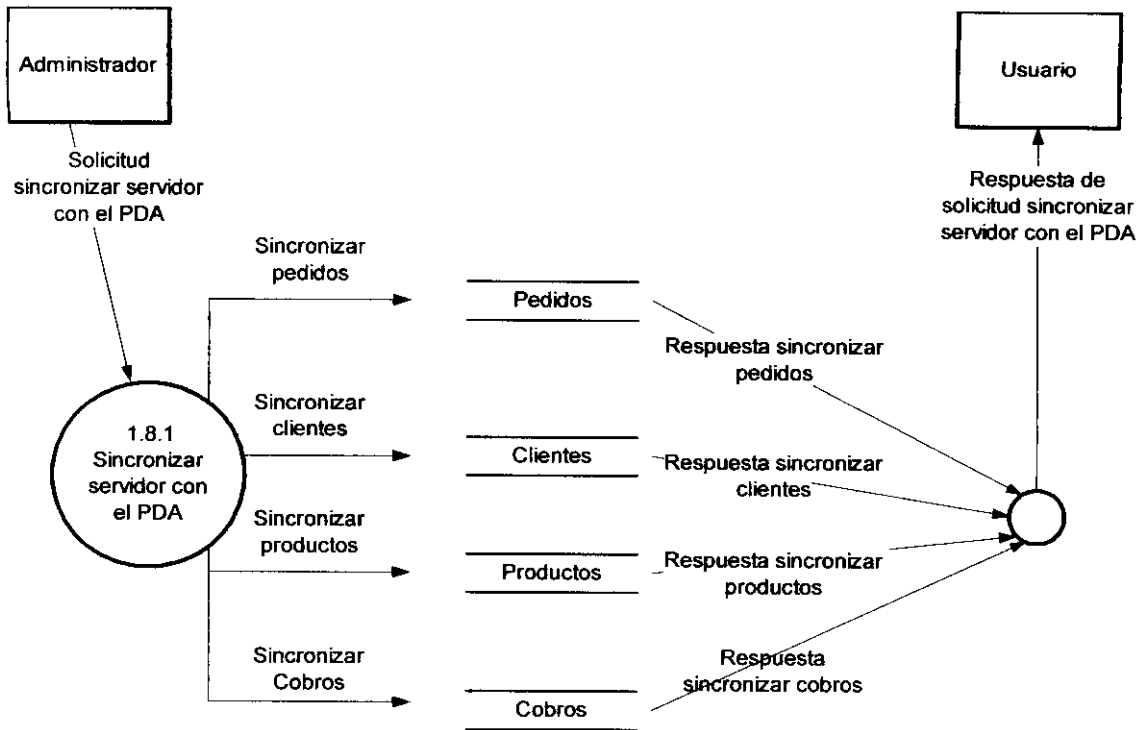 Administrador
Usuario
Solicitud
sincronizar servidor
con el PDA
Respuesta de
solicitud sincronizar
servidor con el PDA
Sincronizar
pedidos
Pedidos
Respuesta sincronizar
pedidos
1.8.1
Sincronizar
servidor con
el PDA
Sincronizar
clientes
Clientes
Respuesta sincronizar
clientes
Sincronizar
productos
Productos
Respuesta sincronizar
productos
Sincronizar
Cobros
Cobros
Respuesta
sincronizar cobros